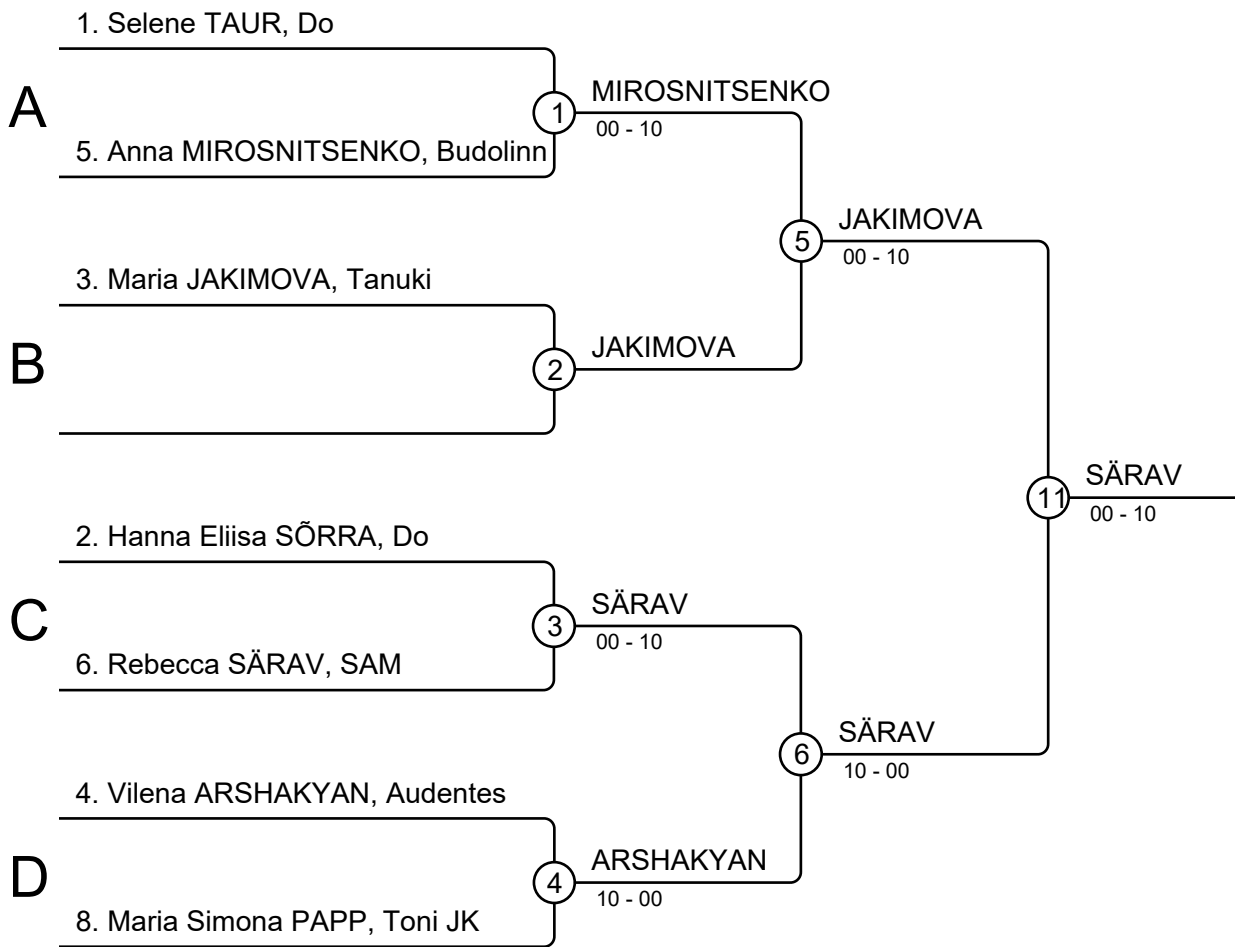 1. Selene TAUR, Do
A
1
MIROSNITSENKO
00 - 10
5. Anna MIROSNITSENKO, Budolinn
5
JAKIMOVA
00 - 10
3. Maria JAKIMOVA, Tanuki
B
2
JAKIMOVA
11
SÄRAV
00 - 10
2. Hanna Eliisa SÕRRA, Do
C
3
SÄRAV
00 - 10
6. Rebecca SÄRAV, SAM
6
SÄRAV
10 - 00
4. Vilena ARSHAKYAN, Audentes
D
4
ARSHAKYAN
10 - 00
8. Maria Simona PAPP, Toni JK